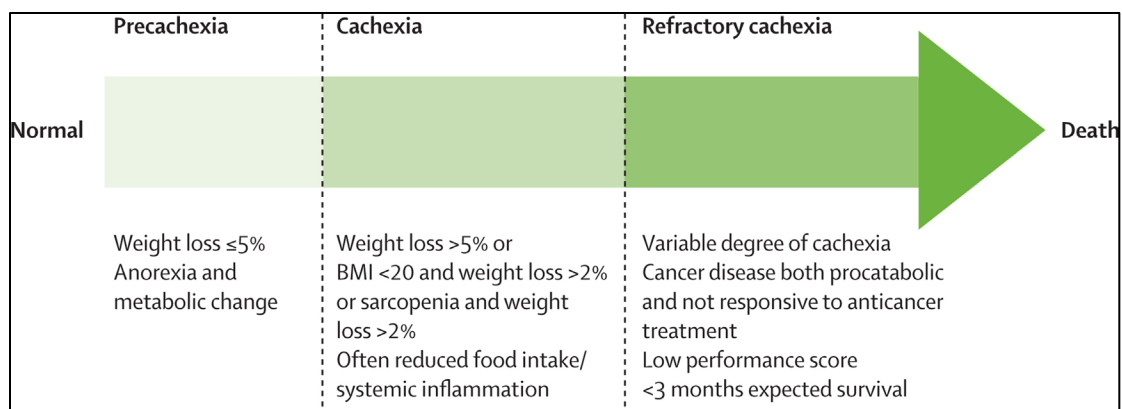 Precachexia
Cachexia
Refractory cachexia
Normal
Death
Weight loss ≤5%
Anorexia and
metabolic change
Weight loss >5% or
BMI <20 and weight loss >2%
or sarcopenia and weight
loss >2%
Often reduced food intake/
systemic inflammation
Variable degree of cachexia
Cancer disease both procatabolic
and not responsive to anticancer
treatment
Low performance score
<3 months expected survival